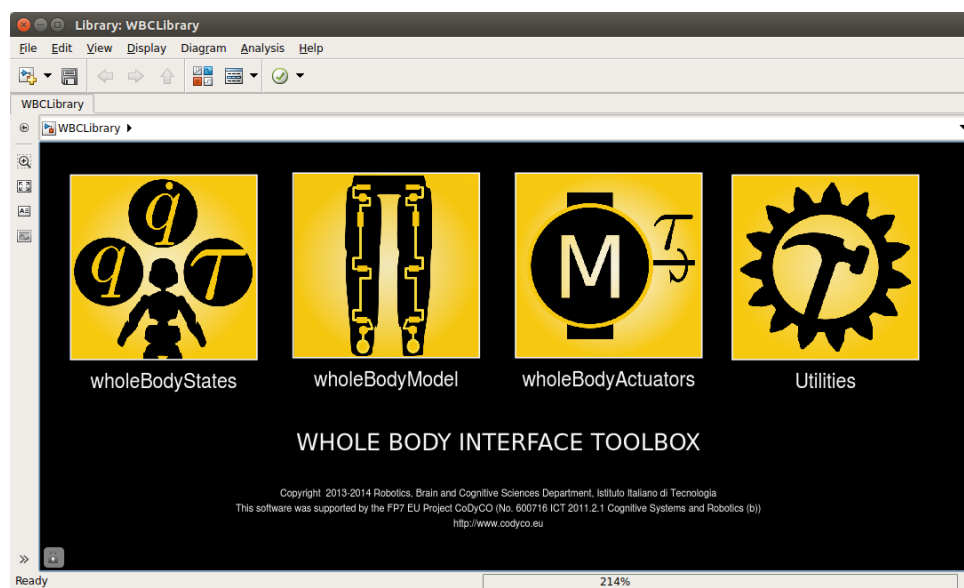 Library: WBCLibrary
File Edit View Display Diagram Analysis Help
WBCLibrary
WBCLibrary
q̇
q
τ
M
τ
wholeBodyStates
wholeBodyModel
wholeBodyActuators
Utilities
WHOLE BODY INTERFACE TOOLBOX
Copyright 2013-2014 Robotics, Brain and Cognitive Sciences Department, Istituto Italiano di Tecnologia
This software was supported by the FP7 EU Project CoDyCO (No. 600716 ICT 2011.2.1 Cognitive Systems and Robotics (b))
http://www.codyco.eu
Ready
214%